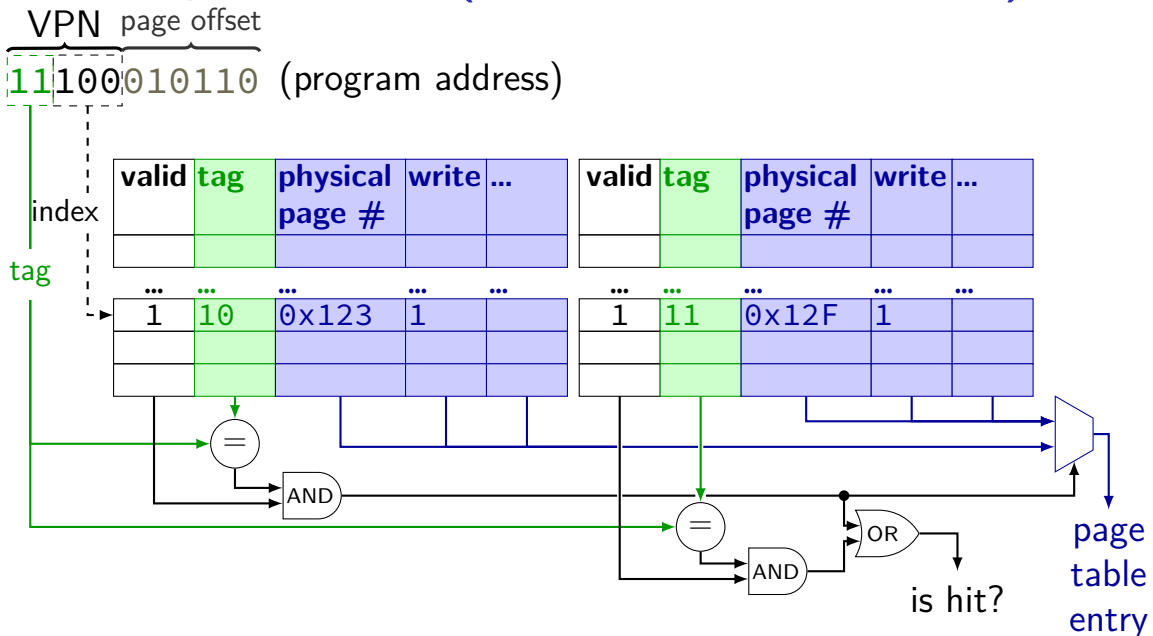 VPN page offset
11100010110 (program address)
valid tag physical page # write ... valid tag physical page # write ...
index
tag
... ... ... ... ... ... ... ... ... ...
1 10 0x123 1 1 11 0x12F 1
=
AND
=
OR
AND
is hit?
page
table
entry